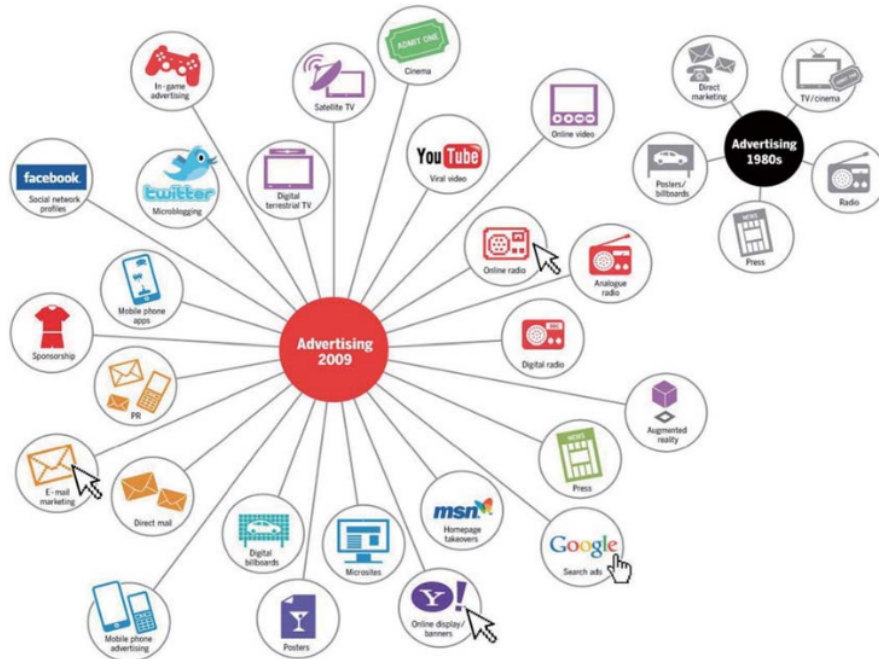 ADMIT ONE
Cinema
In-game
advertising
Satellite TV
Online video
Direct
marketing
TV/cinema
Advertising
1980s
Posters/
billboards
Radio
NEWS
Press
facebook.
Social network
profiles
twitter
Microblogging
Digital
terrestrial TV
YouTube
Viral video
Online radio
Analogue
radio
Mobile phone
apps
Advertising
2009
Sponsorship
Digital radio
PR
Augmented
reality
NEWS
Press
E-mail
marketing
Direct mail
Digital
billboards
Microsites
msn
Homepage
takeovers
Google
Search ads
Mobile phone
advertising
Posters
Y!
Online display/
banners